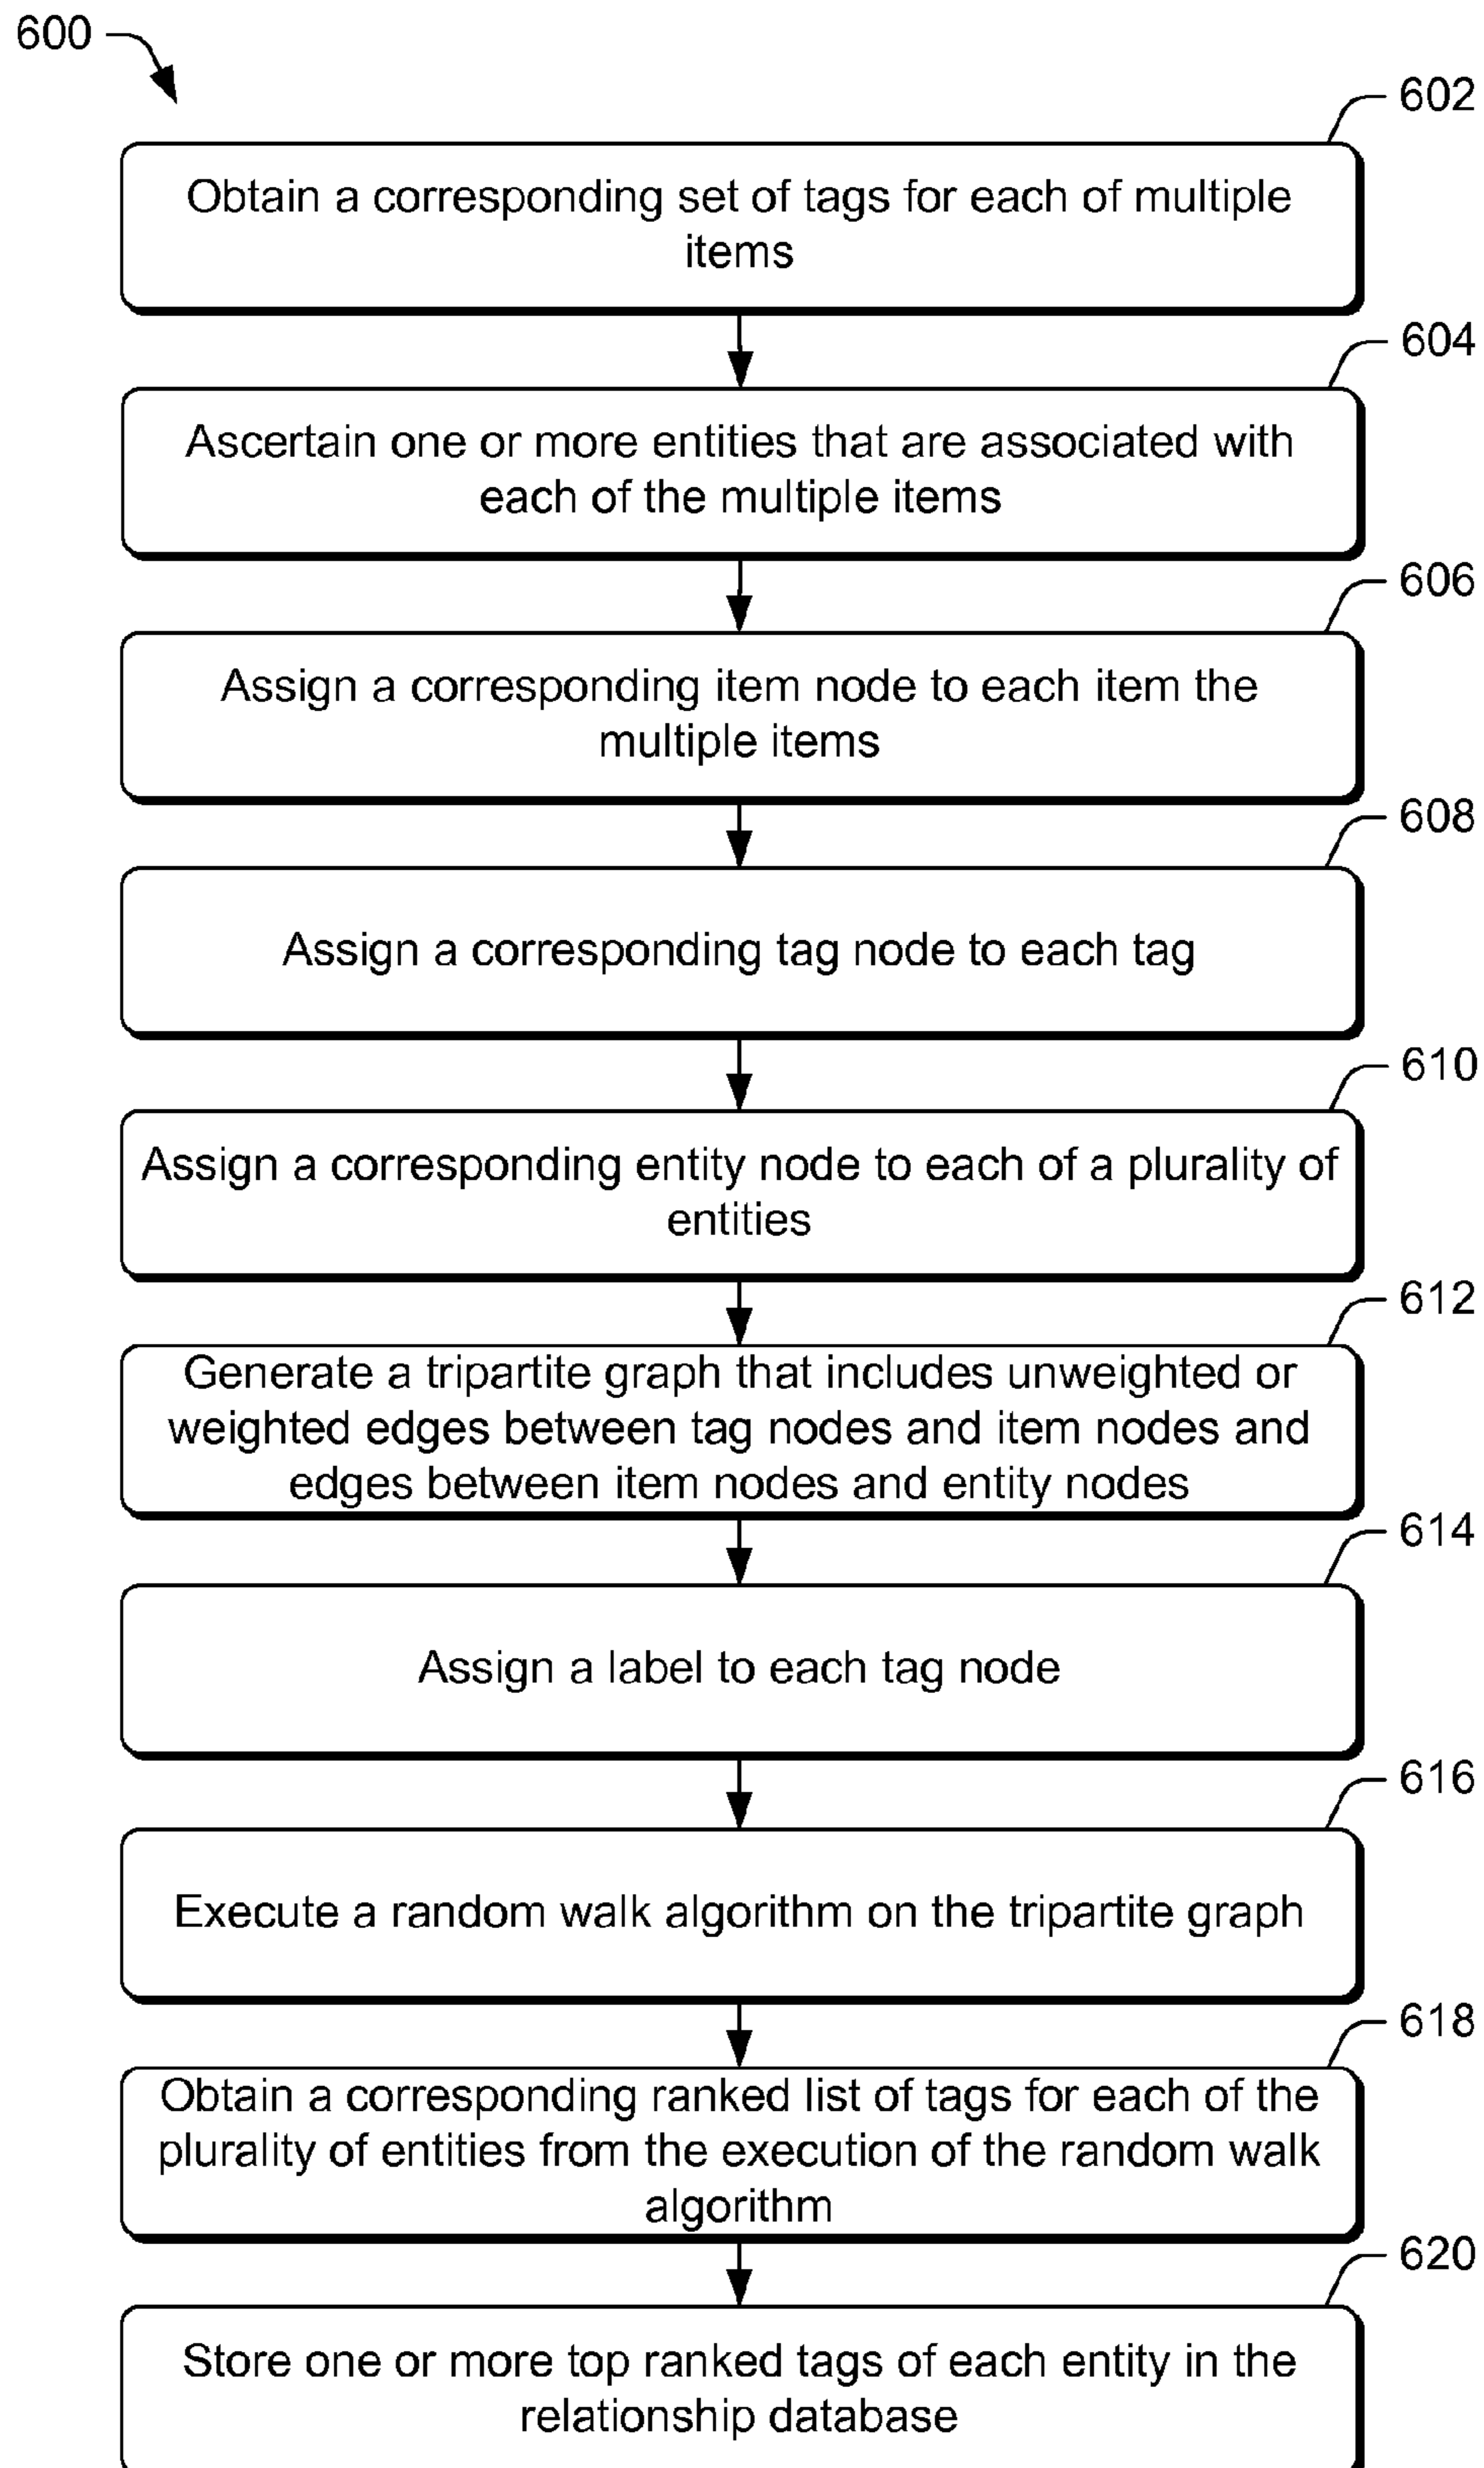 600
602
Obtain a corresponding set of tags for each of multiple
items
604
Ascertain one or more entities that are associated with
each of the multiple items
606
Assign a corresponding item node to each item the
multiple items
608
Assign a corresponding tag node to each tag
610
Assign a corresponding entity node to each of a plurality of
entities
612
Generate a tripartite graph that includes unweighted or
weighted edges between tag nodes and item nodes and
edges between item nodes and entity nodes
614
Assign a label to each tag node
616
Execute a random walk algorithm on the tripartite graph
618
Obtain a corresponding ranked list of tags for each of the
plurality of entities from the execution of the random walk
algorithm
620
Store one or more top ranked tags of each entity in the
relationship database